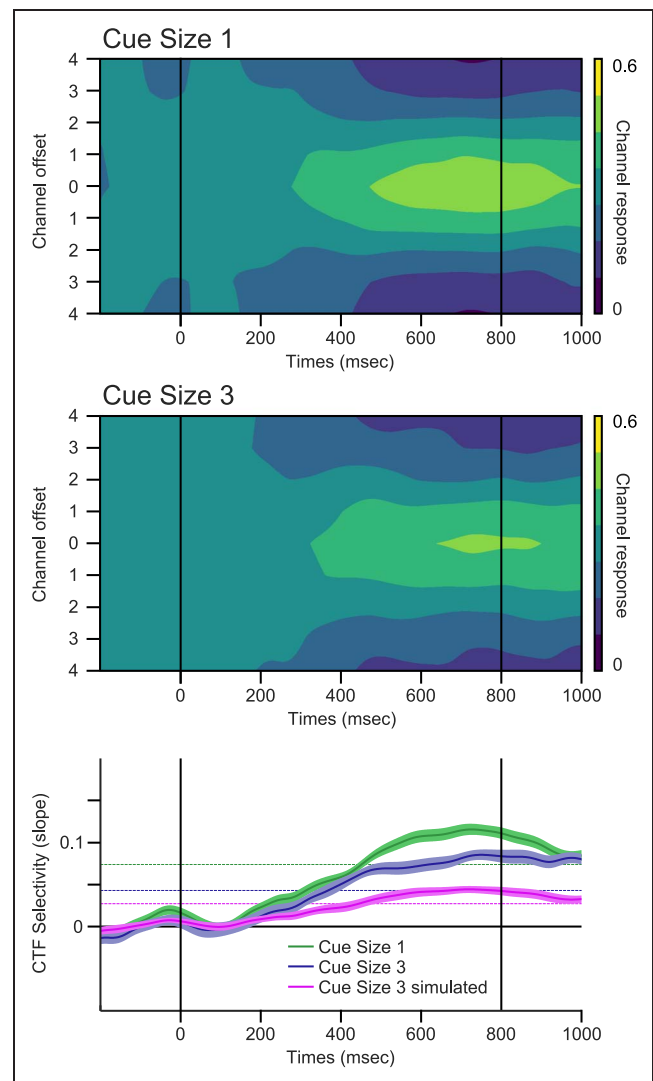 Cue Size 1
4
3
2
1
0
1
2
3
4
Channel offset
0 200 400 600 800 1000
Times (msec)
0.6
0
Channel response
Cue Size 3
4
3
2
1
0
1
2
3
4
Channel offset
0 200 400 600 800 1000
Times (msec)
0.6
0
Channel response
CTF Selectivity (slope)
0.1
0
Cue Size 1
Cue Size 3
Cue Size 3 simulated
0 200 400 600 800 1000
Times (msec)